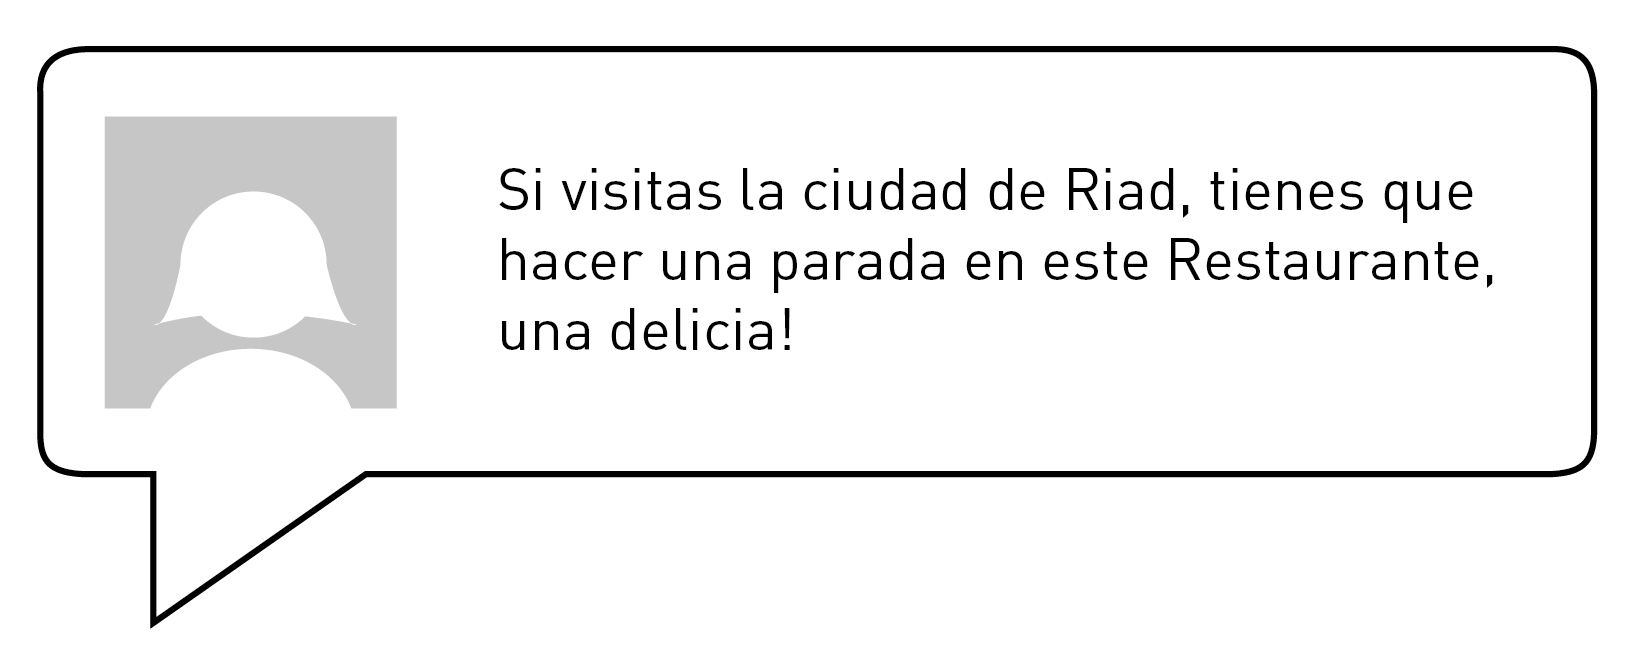 Si visitas la ciudad de Riad, tienes que
hacer una parada en este Restaurante,
una delicia!